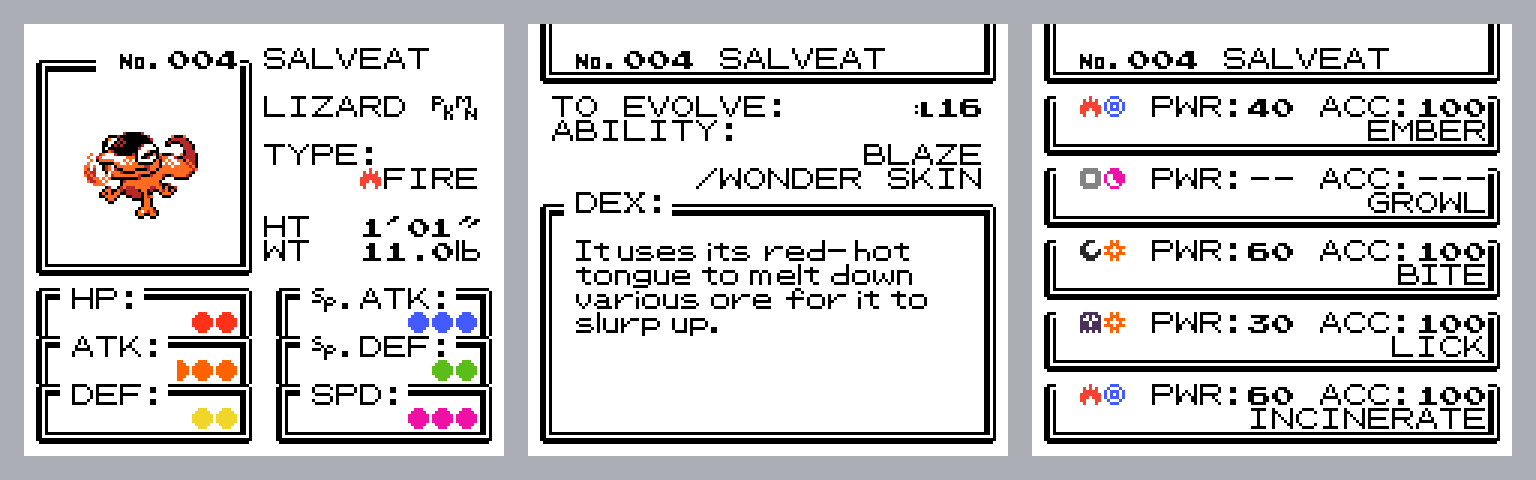 No.004 SALVEAT
LIZARD PKMN
TYPE:
FIRE
HT 1′01″
WT 11.0lb
HP:
ATK:
DEF:
Sp.ATK:
Sp.DEF:
SPD:
No.004 SALVEAT
TO EVOLVE: :L16
ABILITY:
BLAZE
/WONDER SKIN
DEX:
It uses its red-hot
tongue to melt down
various ore for it to
slurp up.
No.004 SALVEAT
PWR:40 ACC:100
EMBER
PWR:-- ACC:---
GROWL
PWR:60 ACC:100
BITE
PWR:30 ACC:100
LICK
PWR:60 ACC:100
INCINERATE